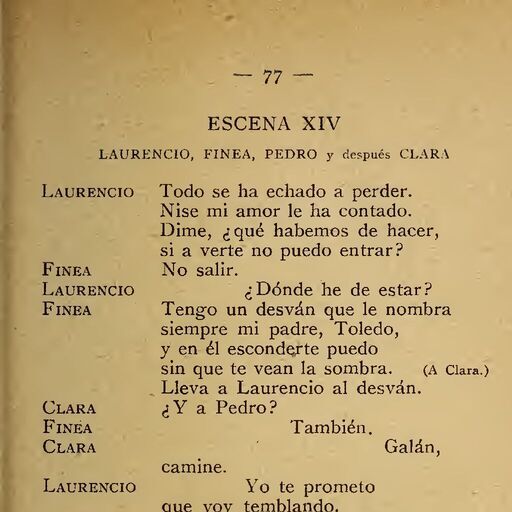 — 77 —
ESCENA XIV
LAURENCIO, FINEA, PEDRO y después CLARA
LAURENCIO Todo se ha echado a perder.
Nise mi amor le ha contado.
Dime, ¿qué habemos de hacer,
si a verte no puedo entrar?
FINEA No salir.
LAURENCIO ¿Dónde he de estar?
FINEA Tengo un desván que le nombra
siempre mi padre, Toledo,
y en él esconderte puedo
sin que te vean la sombra. (A Clara.)
Lleva a Laurencio al desván.
CLARA ¿Y a Pedro?
FINEA También.
CLARA Galán,
camine.
LAURENCIO Yo te prometo
que voy temblando.